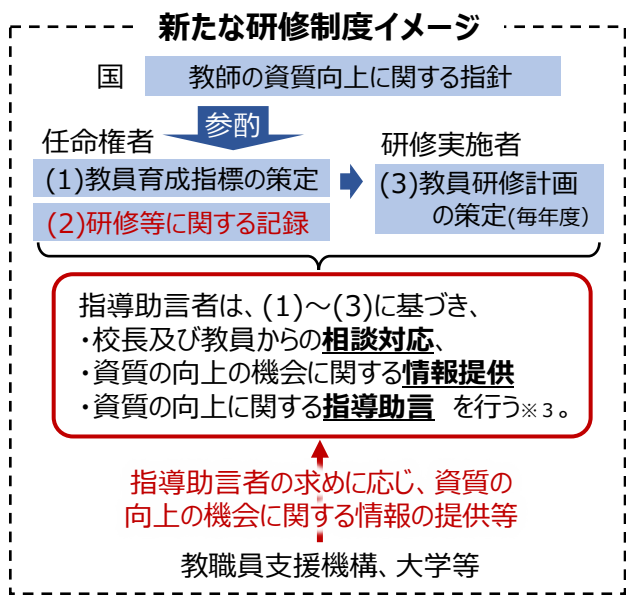 新たな研修制度イメージ
国 教師の資質向上に関する指針
参酌
任命権者
(1)教員育成指標の策定
(2)研修等に関する記録
研修実施者
(3)教員研修計画
の策定(毎年度)
指導助言者は、(1)～(3)に基づき、
・校長及び教員からの相談対応、
・資質の向上の機会に関する情報提供
・資質の向上に関する指導助言 を行う※３。
指導助言者の求めに応じ、資質の
向上の機会に関する情報の提供等
教職員支援機構、大学等